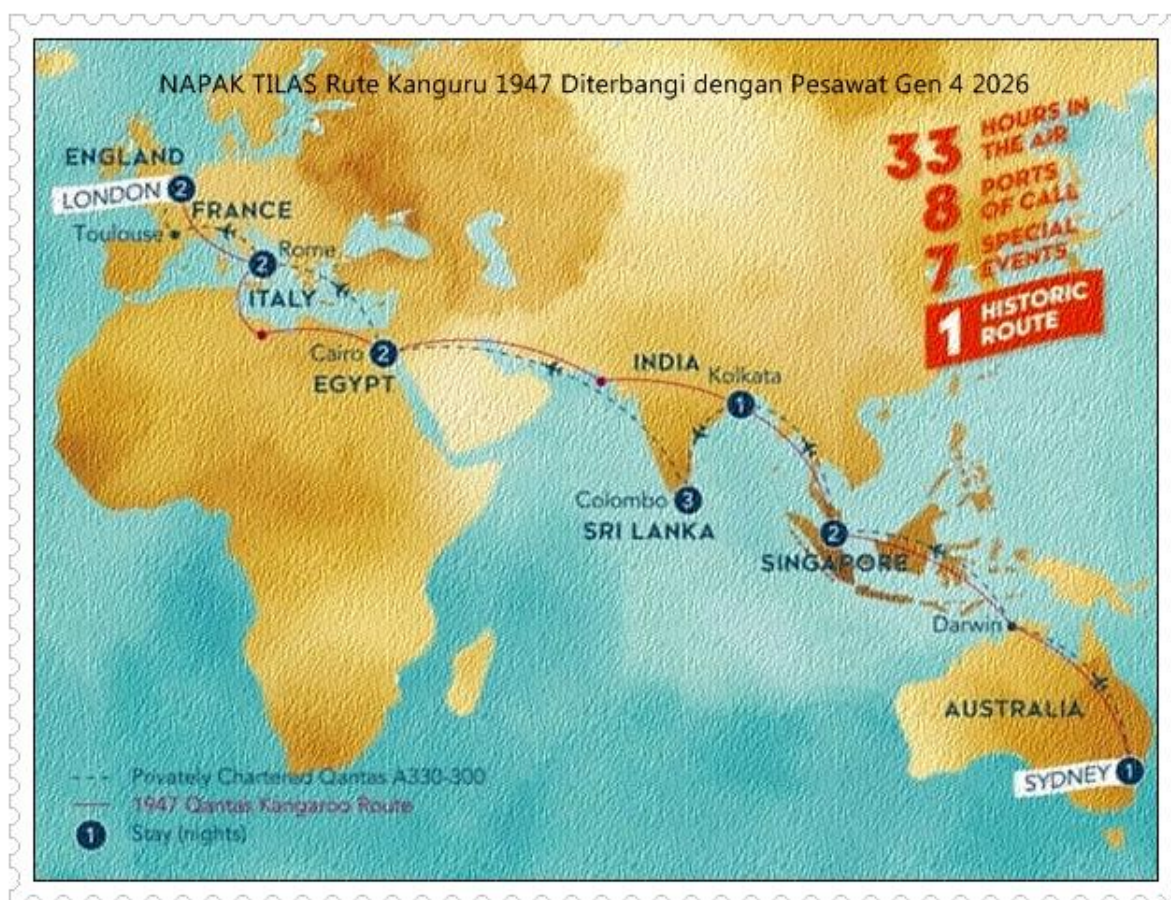 NAPAK TILAS Rute Kanguru 1947 Diterbangi dengan Pesawat Gen 4 2026
33 HOURS IN
THE AIR
8 PORTS
OF CALL
7 SPECIAL
EVENTS
1 HISTORIC
ROUTE
ENGLAND
LONDON 2
FRANCE
Toulouse
Rome
2
ITALY
Cairo 2
EGYPT
INDIA
Kolkata
1
Colombo 3
SRI LANKA
2
SINGAPORE
Darwin
AUSTRALIA
SYDNEY 1
Privately Chartered Qantas A330-300
1947 Qantas Kangaroo Route
1 Stay (nights)